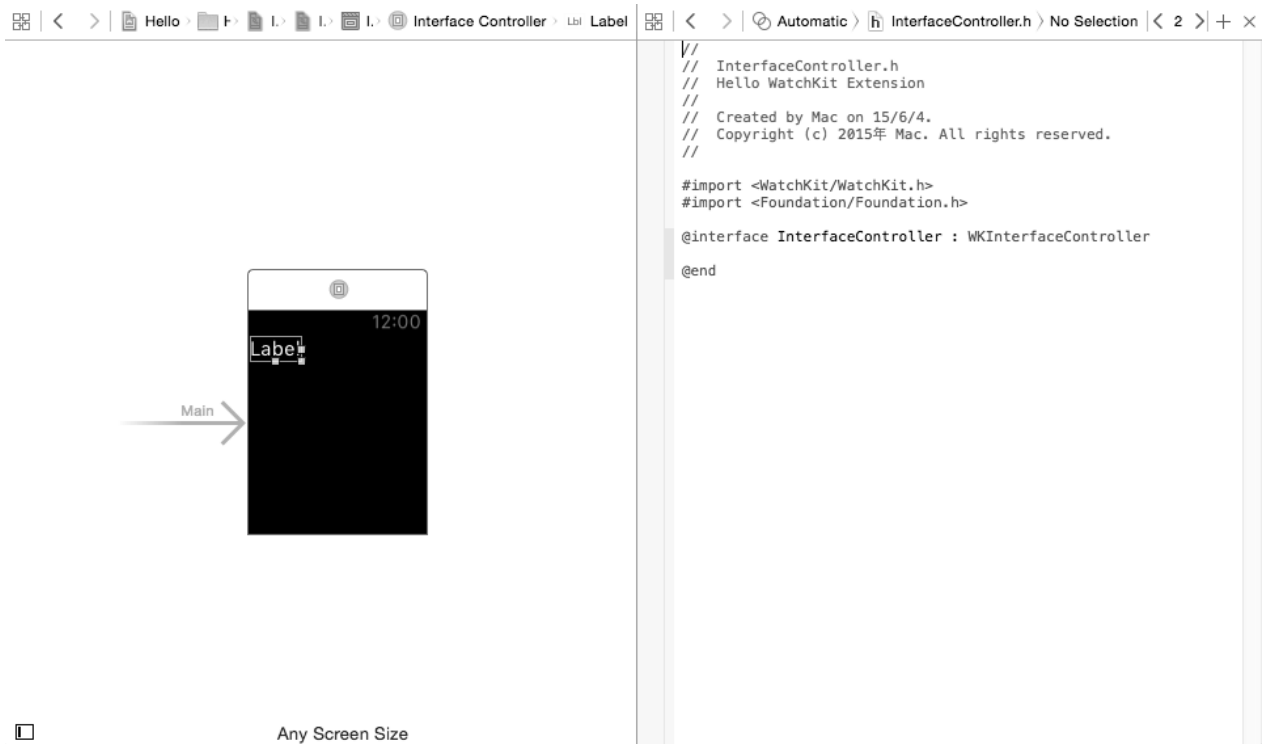 Hello H I. I. I. Interface Controller Lbl Label
Automatic h InterfaceController.h No Selection 2
12:00
Label
Main
Any Screen Size
//
//  InterfaceController.h
//  Hello WatchKit Extension
//
//  Created by Mac on 15/6/4.
//  Copyright (c) 2015年 Mac. All rights reserved.
//
#import <WatchKit/WatchKit.h>
#import <Foundation/Foundation.h>
@interface InterfaceController : WKInterfaceController
@end